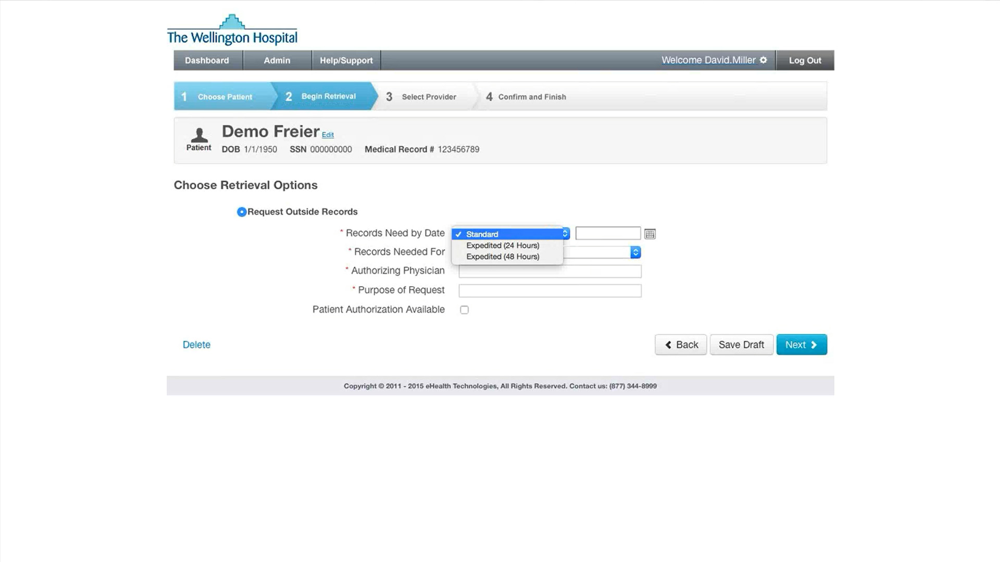 The Wellington Hospital
Dashboard Admin Help/Support Welcome David.Miller Log Out
1 Choose Patient 2 Begin Retrieval 3 Select Provider 4 Confirm and Finish
Demo Freier Edit
Patient DOB 1/1/1950 SSN 000000000 Medical Record # 123456789
Choose Retrieval Options
Request Outside Records
* Records Need by Date ✓ Standard
Expedited (24 Hours)
* Records Needed For
Expedited (48 Hours)
* Authorizing Physician
* Purpose of Request
Patient Authorization Available
Delete Back Save Draft Next
Copyright © 2011 - 2015 eHealth Technologies, All Rights Reserved. Contact us: (877) 344-8999